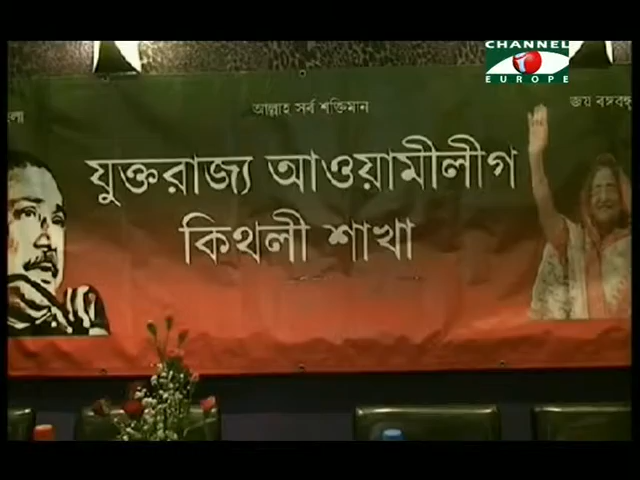 CHANNEL
EUROPE
আল্লাহ সর্ব শক্তিমান
জয় বঙ্গবন্ধু
যুক্তরাজ্য আওয়ামীলীগ
কিথলী শাখা